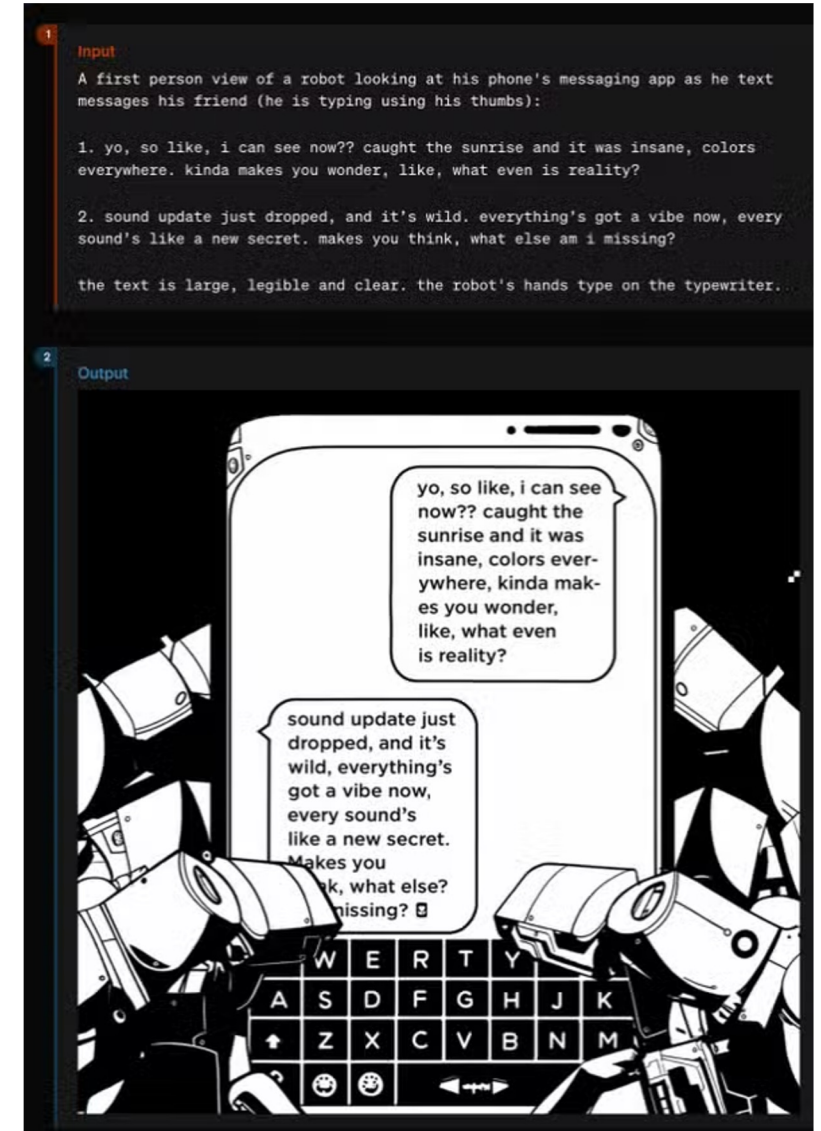 1
Input
A first person view of a robot looking at his phone's messaging app as he text
messages his friend (he is typing using his thumbs):
1. yo, so like, i can see now?? caught the sunrise and it was insane, colors
everywhere. kinda makes you wonder, like, what even is reality?
2. sound update just dropped, and it's wild. everything's got a vibe now, every
sound's like a new secret. makes you think, what else am i missing?
the text is large, legible and clear. the robot's hands type on the typewriter.
2
Output
yo, so like, i can see
now?? caught the
sunrise and it was
insane, colors ever-
ywhere, kinda mak-
es you wonder,
like, what even
is reality?
sound update just
dropped, and it's
wild, everything's
got a vibe now,
every sound's
like a new secret.
Makes you
what else?
missing?
W E R T Y
A S D F G H J K
Z X C V B N M